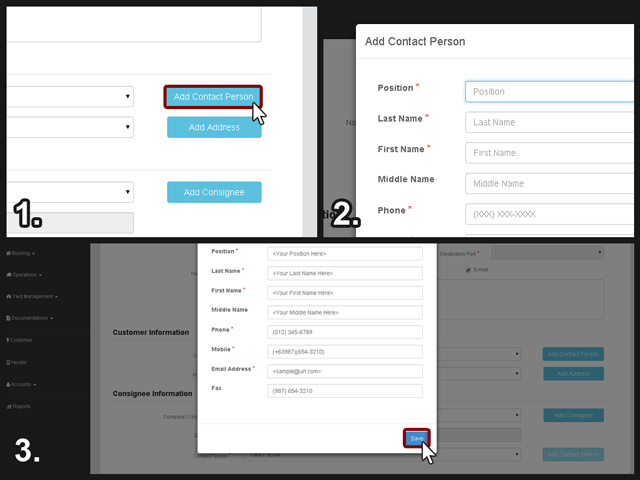 Add Contact Person
Add Address
Add Consignee
1.
Add Contact Person
Position *
Position
Last Name *
Last Name
First Name *
First Name
Middle Name
Middle Name
Phone *
(XXX) XXX-XXXX
2.
Booking
Operations
Yard Management
Documentations
Customer
Vendor
Accounts
Reports
Position *
<Your Position Here>
Last Name *
<Your Last Name Here>
First Name *
<Your First Name Here>
Middle Name
<Your Middle Name Here>
Phone *
(012) 345-6789
Mobile *
(+63987)(654-3210)
Email Address *
<sample@url.com>
Fax
(987) 654-3210
Save
Destination Port *
E-mail
Customer Information
Add Contact Person
Add Address
Consignee Information
Company / Con
Add Consignee
Contact Person *
Add Contact Person
3.